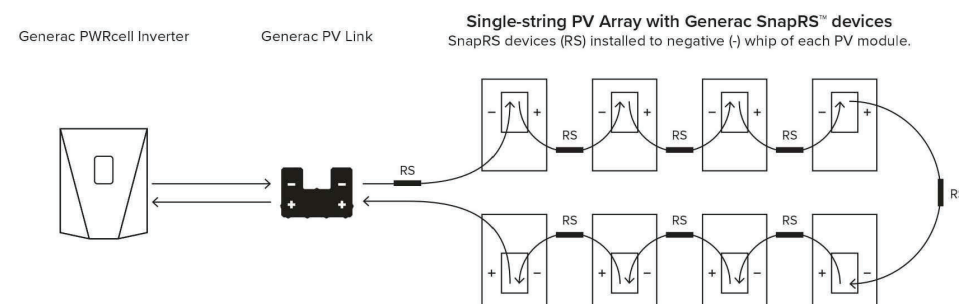 Single-string PV Array with Generac SnapRS™ devices
Generac PWRcell Inverter
Generac PV Link
SnapRS devices (RS) installed to negative (-) whip of each PV module.
- + - + - + - +
RS RS RS
RS
- -
+ +
R
RS RS RS
+ - + - + - + -